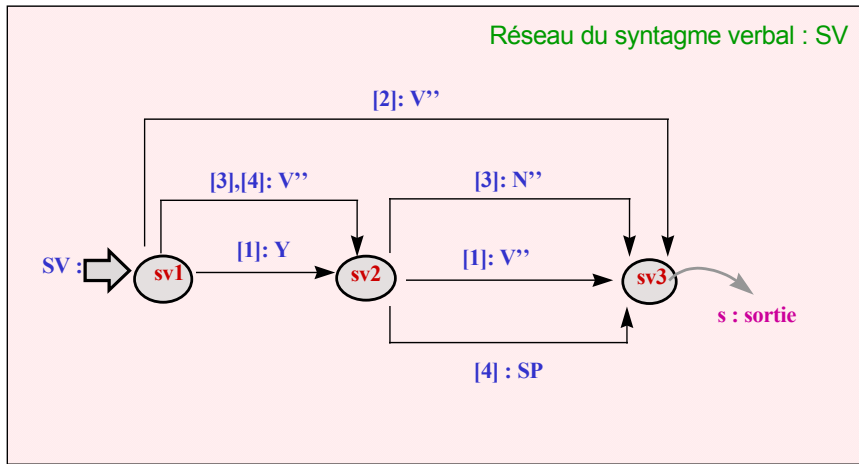 Réseau du syntagme verbal : SV
[2]: V’’
[3],[4]: V’’
[3]: N’’
SV :
sv1
[1]: Y
sv2
[1]: V’’
sv3
s : sortie
[4] : SP